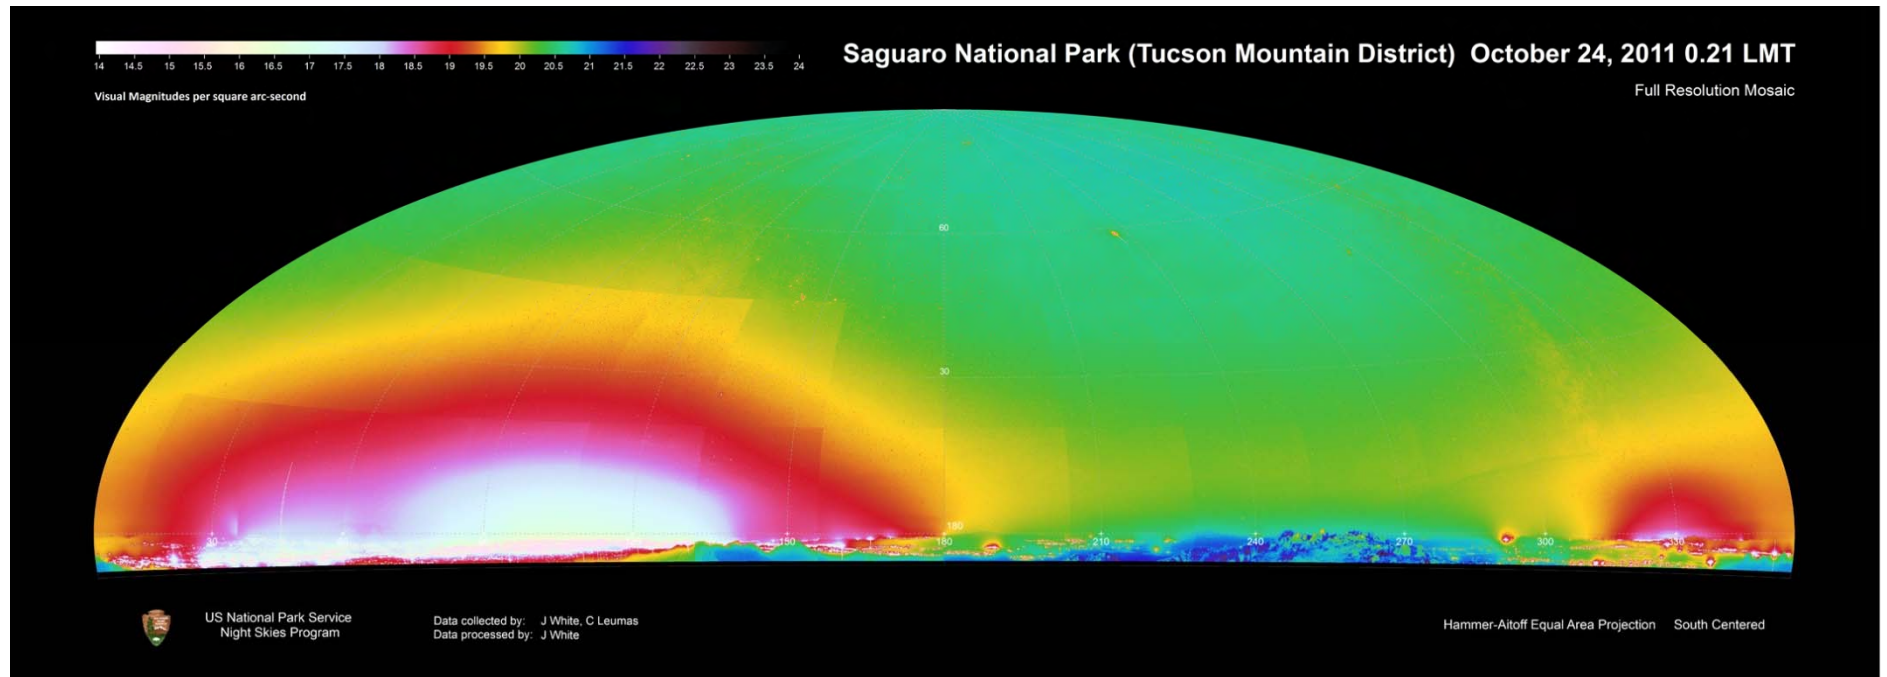 Saguaro National Park (Tucson Mountain District) October 24, 2011 0.21 LMT
14 14.5 15 15.5 16 16.5 17 17.5 18 18.5 19 19.5 20 20.5 21 21.5 22 22.5 23 23.5 24
Visual Magnitudes per square arc-second
Full Resolution Mosaic
60
30
180
30 150 180 210 240 270 300 330
US National Park Service
Night Skies Program
Data collected by: J White, C Leumas
Data processed by: J White
Hammer-Aitoff Equal Area Projection South Centered